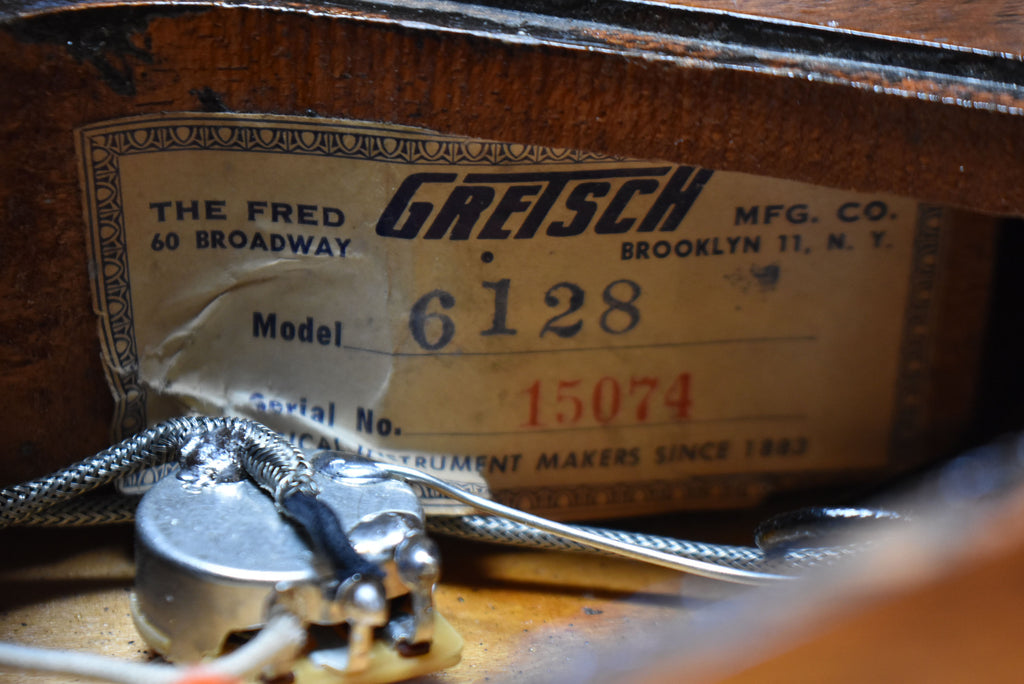 THE FRED GRETSCH MFG. CO.
60 BROADWAY BROOKLYN 11, N. Y.
Model 6128
Serial No. 15074
INSTRUMENT MAKERS SINCE 1883